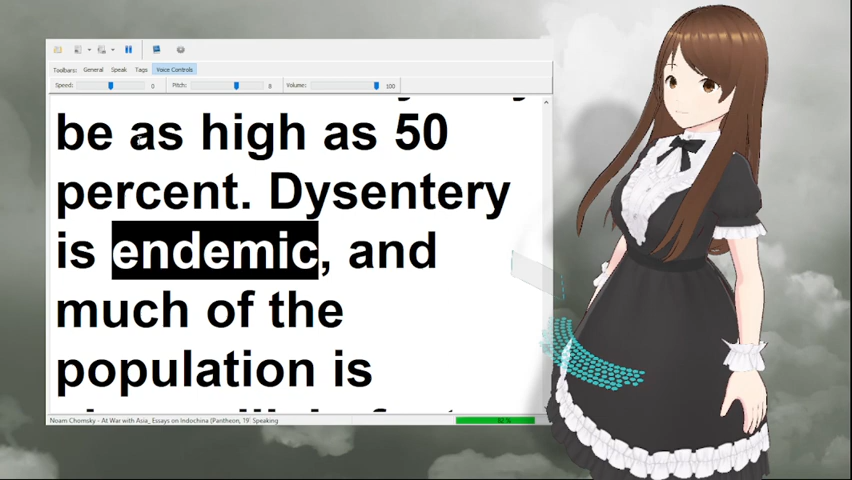 Toolbars: General Speak Tags Voice Controls
Speed: 0 Pitch: 8 Volume: 100
be as high as 50
percent. Dysentery
is endemic, and
much of the
population is
Noam Chomsky - At War with Asia_ Essays on Indochina (Pantheon, 19 Speaking 62 %